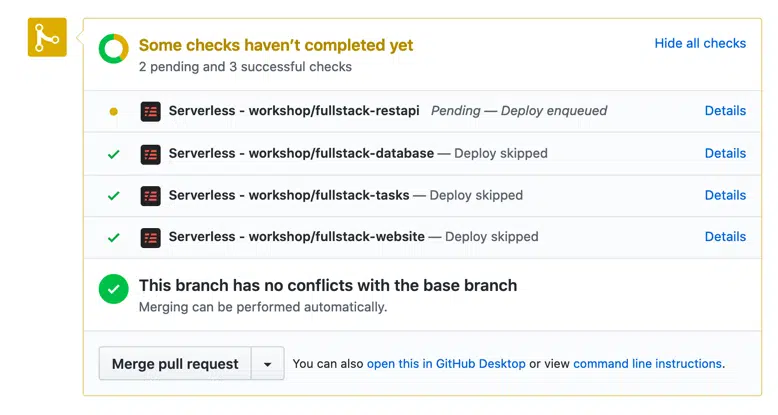 Some checks haven’t completed yet
Hide all checks
2 pending and 3 successful checks
Serverless - workshop/fullstack-restapi Pending — Deploy enqueued Details
Serverless - workshop/fullstack-database — Deploy skipped Details
Serverless - workshop/fullstack-tasks — Deploy skipped Details
Serverless - workshop/fullstack-website — Deploy skipped Details
This branch has no conflicts with the base branch
Merging can be performed automatically.
Merge pull request You can also open this in GitHub Desktop or view command line instructions.